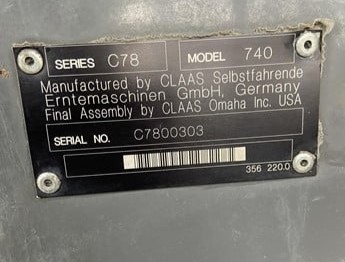 SERIES C78 MODEL 740
Manufactured by CLAAS Selbstfahrende
Erntemaschinen GmbH, Germany
Final Assembly by CLAAS Omaha Inc. USA
SERIAL NO. C7800303
356 220.0